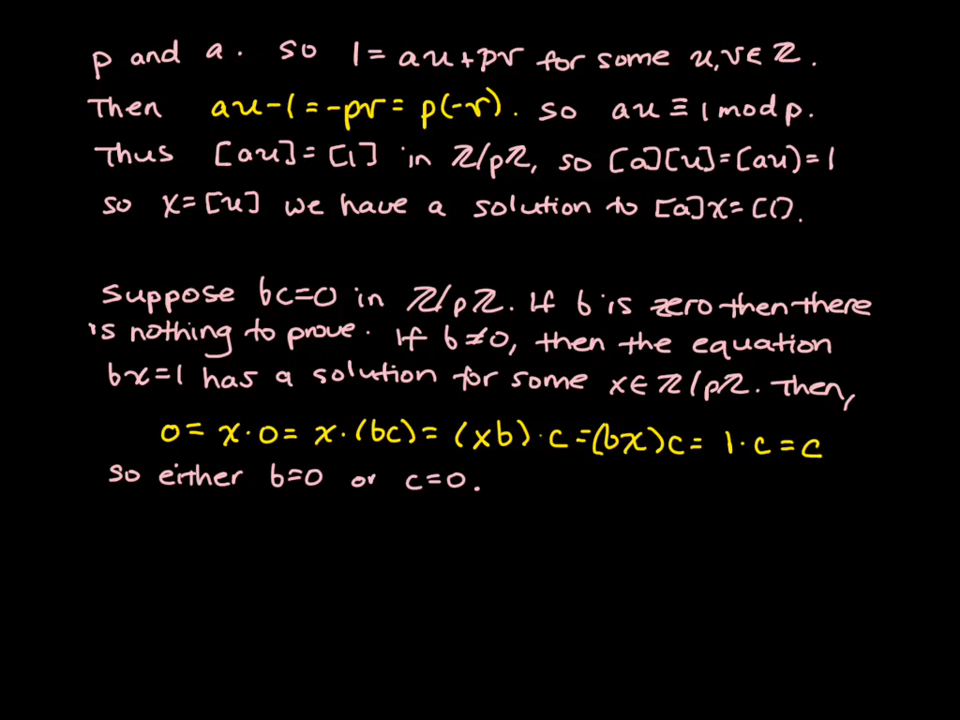 p and a. so 1 = au+pv for some u,v∈ ℤ.
Then au-1=-pv= p(-v). so au ≡ 1 mod p.
Thus [au]=[1] in ℤ/pℤ, so [a][u]=[au)=1
so x=[u] we have a solution to [a]x=[1].
Suppose bc=0 in ℤ/pℤ. If b is zero then there
is nothing to prove. If b≠0, then the equation
bx=1 has a solution for some x∈ ℤ/pℤ. Then,
0= x·0= x·(bc)= (xb)·c=(bx)c= 1·c=c
So either b=0 or c=0.